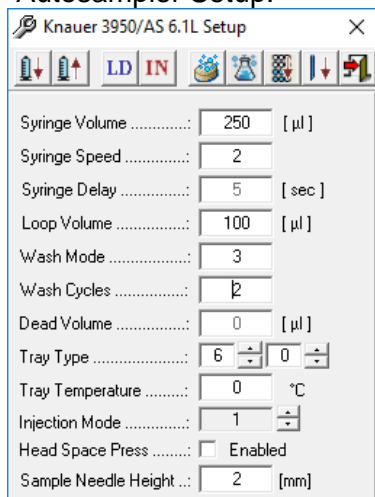 Autosampler Setup:
Knauer 3950/AS 6.1L Setup
LD IN
Syringe Volume .............: 250 [ µl ]
Syringe Speed ..............: 2
Syringe Delay ...............: 5 [ sec ]
Loop Volume .................: 100 [ µl ]
Wash Mode ..................: 3
Wash Cycles ................: 2
Dead Volume ...............: 0 [ µl ]
Tray Type .....................: 6 0
Tray Temperature .........: 0 °C
Injection Mode ..............: 1
Head Space Press ........: Enabled
Sample Needle Height ..: 2 [mm]